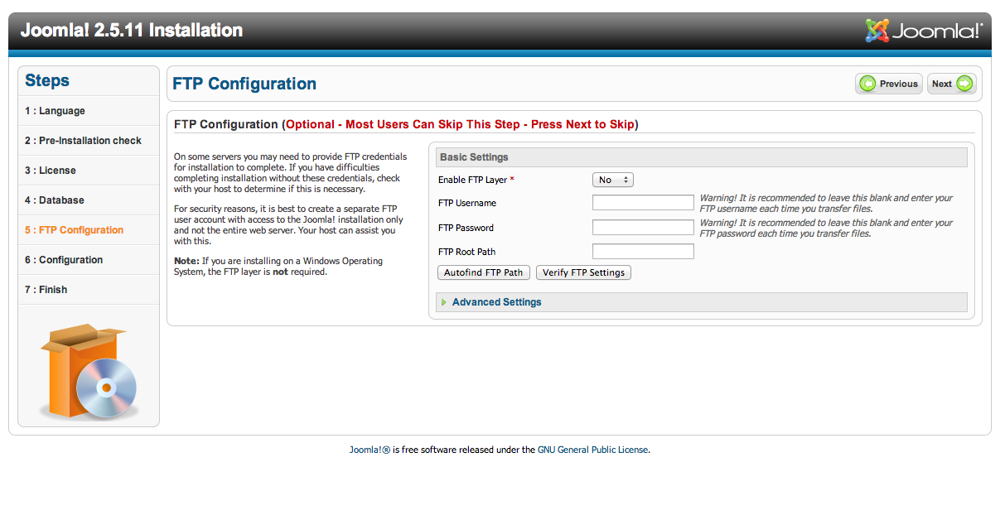 Joomla! 2.5.11 Installation
Joomla!
Steps
1 : Language
2 : Pre-Installation check
3 : License
4 : Database
5 : FTP Configuration
6 : Configuration
7 : Finish
FTP Configuration
Previous
Next
FTP Configuration (Optional - Most Users Can Skip This Step - Press Next to Skip)
On some servers you may need to provide FTP credentials
for installation to complete. If you have difficulties
completing installation without these credentials, check
with your host to determine if this is necessary.
For security reasons, it is best to create a separate FTP
user account with access to the Joomla! installation only
and not the entire web server. Your host can assist you
with this.
Note: If you are installing on a Windows Operating
System, the FTP layer is not required.
Basic Settings
Enable FTP Layer *
No
FTP Username
Warning! It is recommended to leave this blank and enter your
FTP username each time you transfer files.
FTP Password
Warning! It is recommended to leave this blank and enter your
FTP password each time you transfer files.
FTP Root Path
Autofind FTP Path
Verify FTP Settings
Advanced Settings
Joomla!® is free software released under the GNU General Public License.